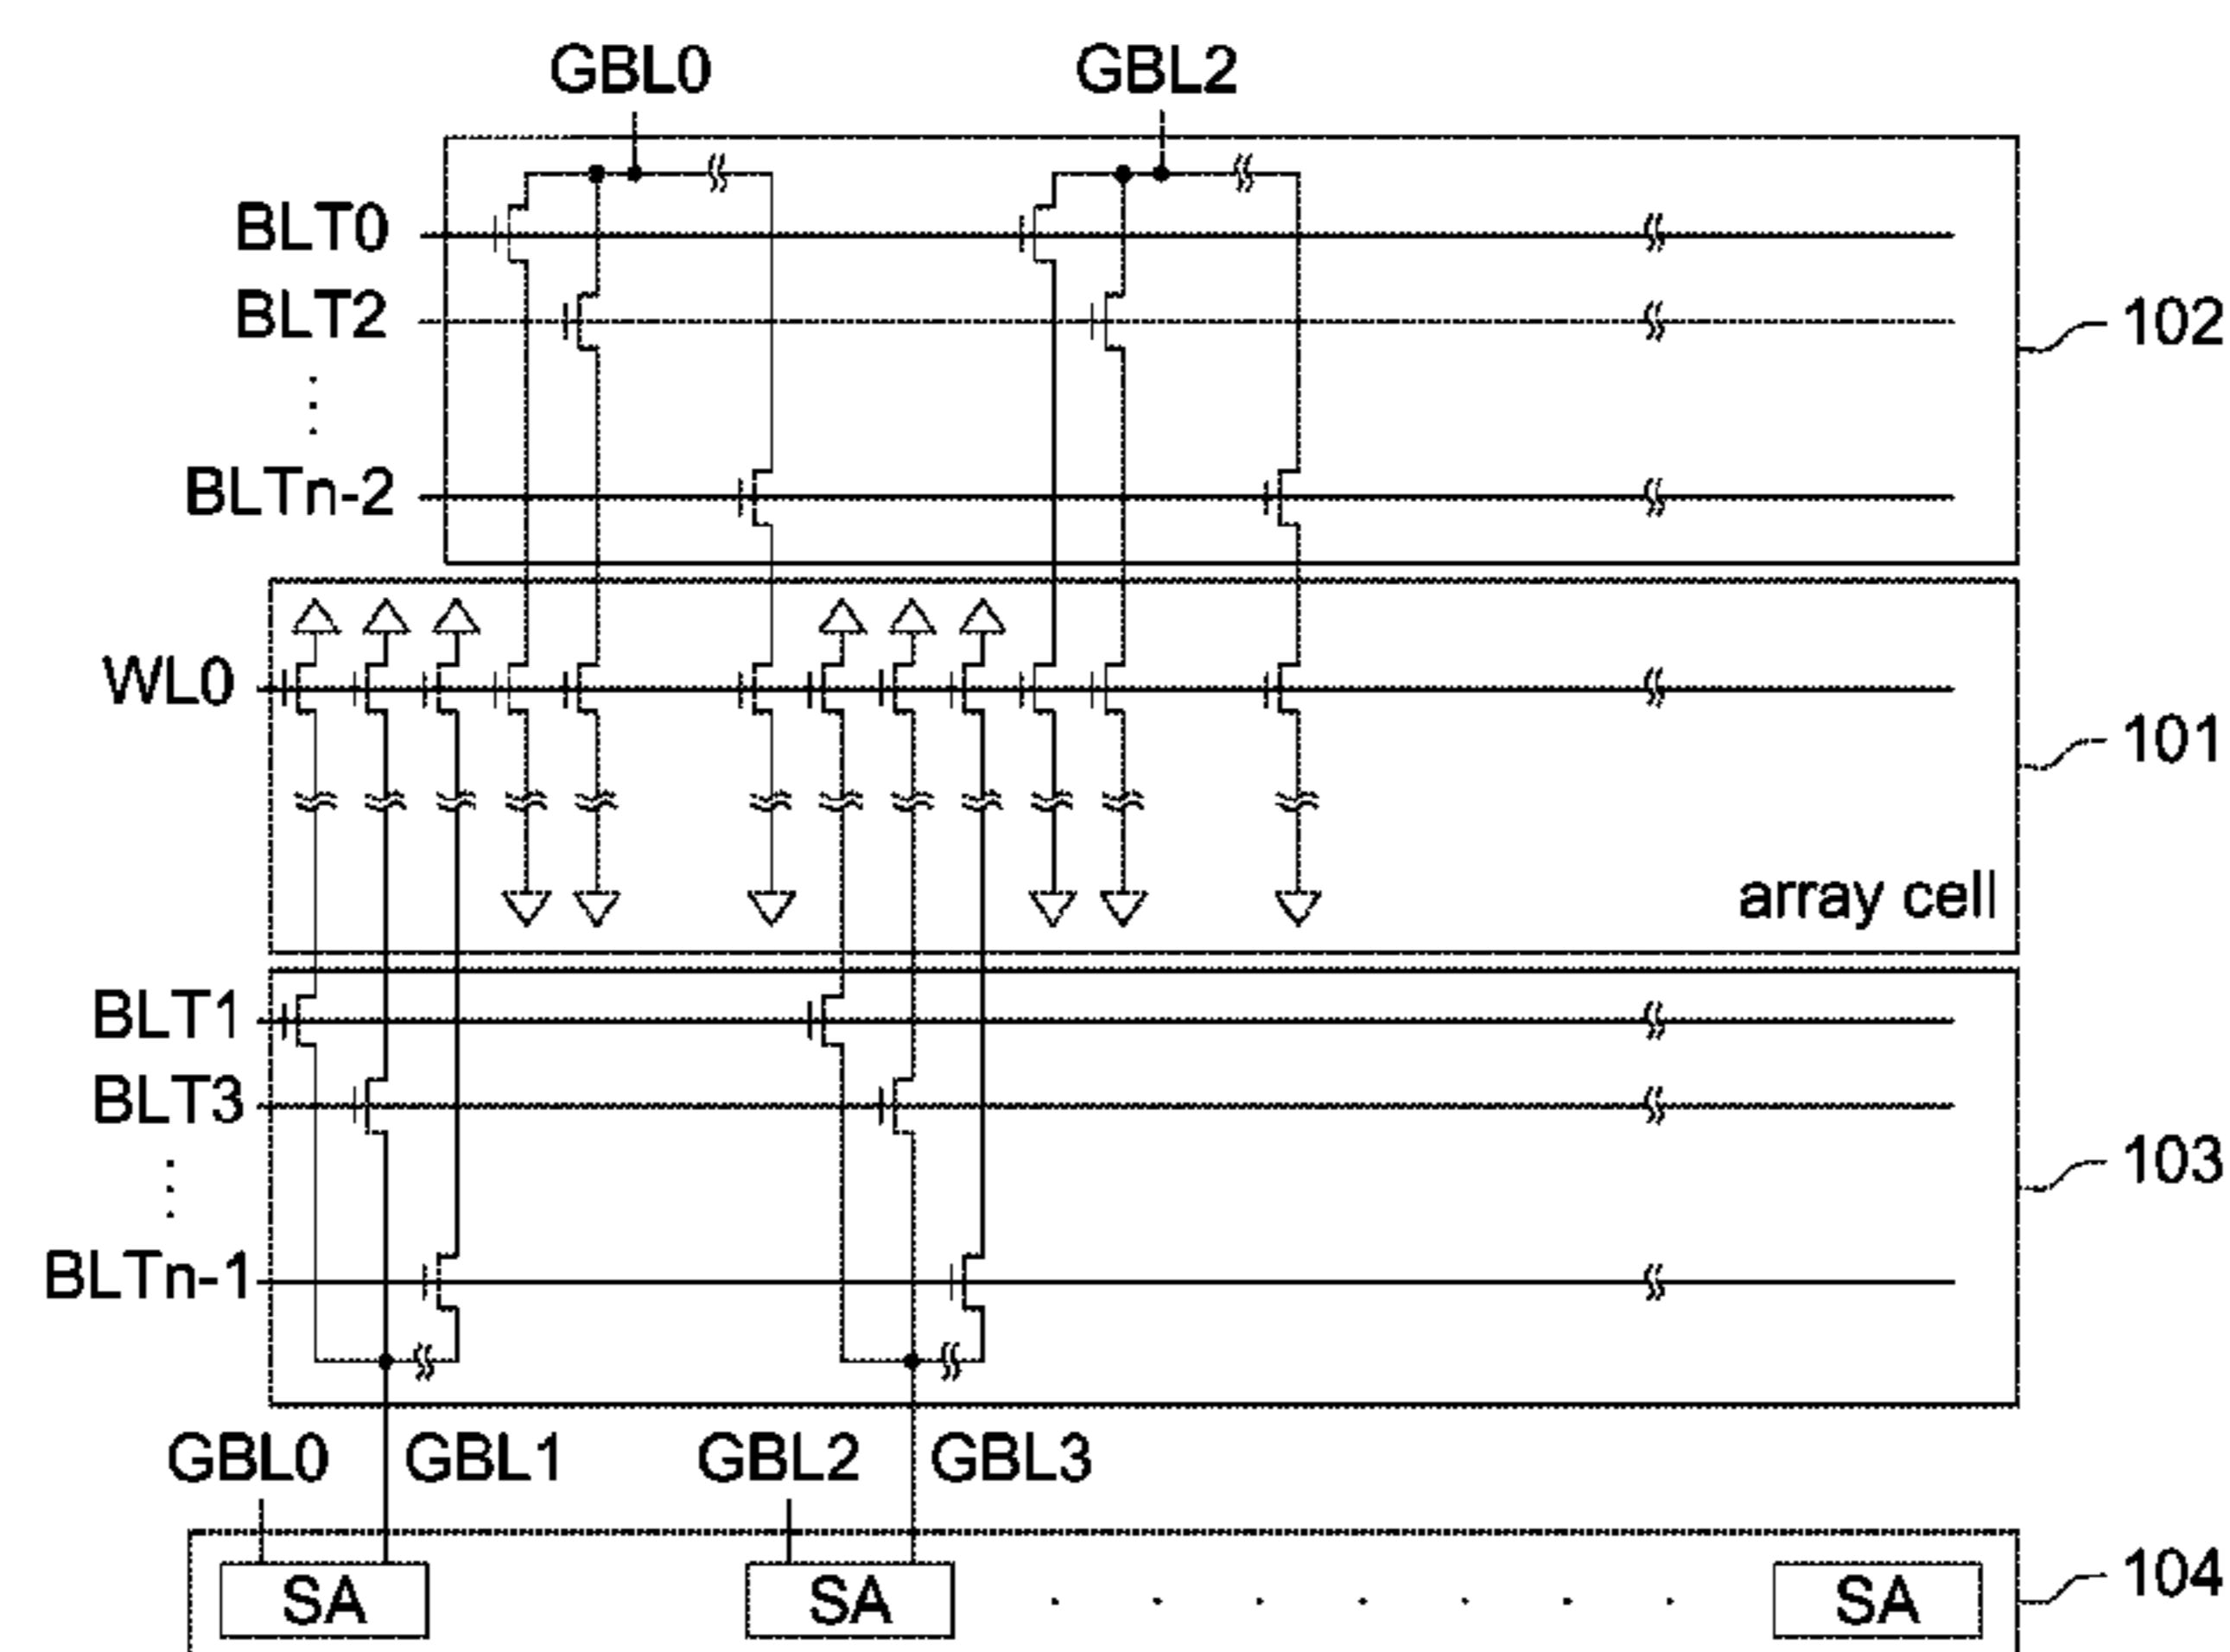 GBL0 GBL2
BLT0
BLT2
102
BLTn-2
WL0
101
array cell
BLT1
BLT3
103
BLTn-1
GBL0 GBL1 GBL2 GBL3
SA SA SA
104